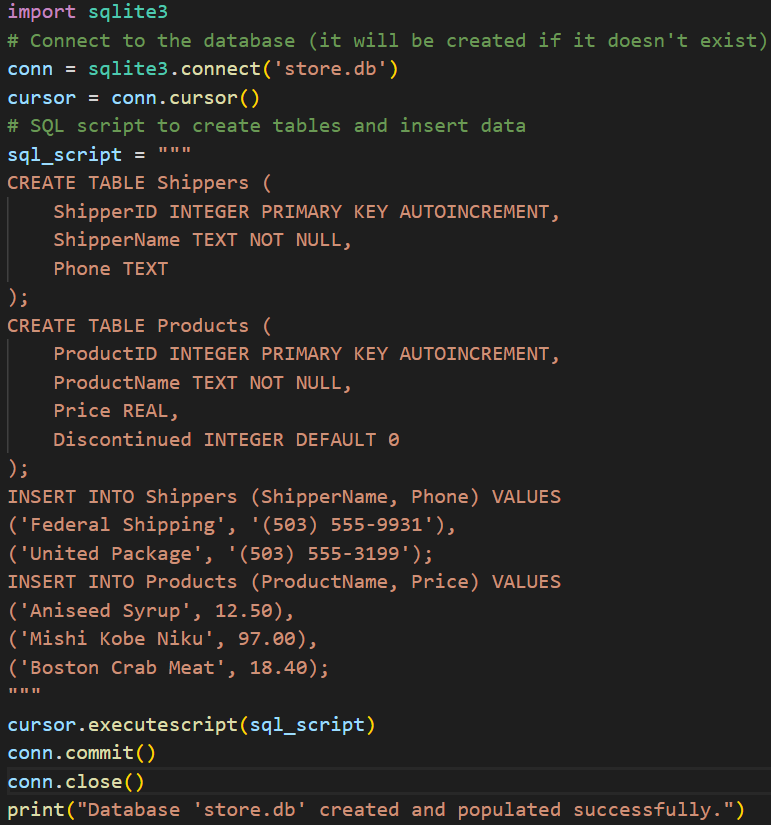 import sqlite3
# Connect to the database (it will be created if it doesn't exist)
conn = sqlite3.connect('store.db')
cursor = conn.cursor()
# SQL script to create tables and insert data
sql_script = """
CREATE TABLE Shippers (
    ShipperID INTEGER PRIMARY KEY AUTOINCREMENT,
    ShipperName TEXT NOT NULL,
    Phone TEXT
);
CREATE TABLE Products (
    ProductID INTEGER PRIMARY KEY AUTOINCREMENT,
    ProductName TEXT NOT NULL,
    Price REAL,
    Discontinued INTEGER DEFAULT 0
);
INSERT INTO Shippers (ShipperName, Phone) VALUES
('Federal Shipping', '(503) 555-9931'),
('United Package', '(503) 555-3199');
INSERT INTO Products (ProductName, Price) VALUES
('Aniseed Syrup', 12.50),
('Mishi Kobe Niku', 97.00),
('Boston Crab Meat', 18.40);
"""
cursor.executescript(sql_script)
conn.commit()
conn.close()
print("Database 'store.db' created and populated successfully.")